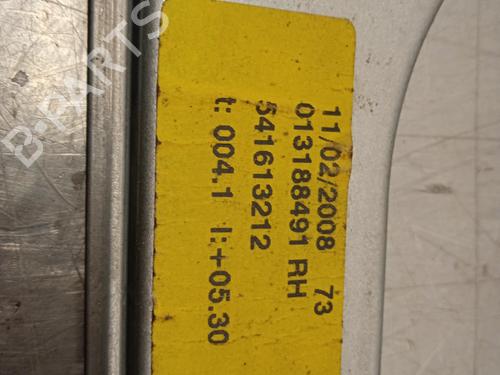 11/02/2008 73
013188491 RH
541613212
t: 004.1 I:+05.30
B-PARTS